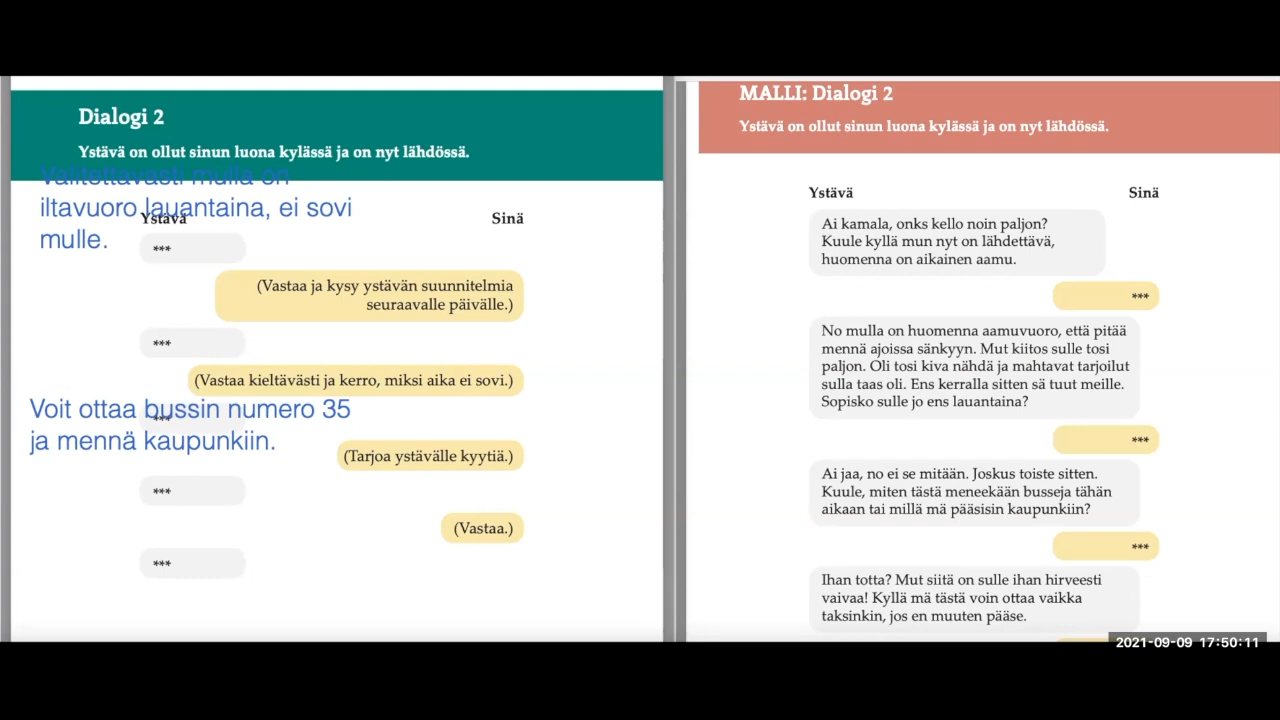 Dialogi 2
Ystävä on ollut sinun luona kylässä ja on nyt lähdössä.
Valitettavasti mulla on
iltavuoro lauantaina, ei sovi
mulle.
Ystävä
Sinä
***
(Vastaa ja kysy ystävän suunnitelmia
seuraavalle päivälle.)
***
(Vastaa kieltävästi ja kerro, miksi aika ei sovi.)
Voit ottaa bussin numero 35
ja mennä kaupunkiin.
***
(Tarjoa ystävälle kyytiä.)
***
(Vastaa.)
***
MALLI: Dialogi 2
Ystävä on ollut sinun luona kylässä ja on nyt lähdössä.
Ystävä
Sinä
Ai kamala, onks kello noin paljon?
Kuule kyllä mun nyt on lähdettävä,
huomenna on aikainen aamu.
***
No mulla on huomenna aamuvuoro, että pitää
mennä ajoissa sänkyyn. Mut kiitos sulle tosi
paljon. Oli tosi kiva nähdä ja mahtavat tarjoilut
sulla taas oli. Ens kerralla sitten sä tuut meille.
Sopisko sulle jo ens lauantaina?
***
Ai jaa, no ei se mitään. Joskus toiste sitten.
Kuule, miten tästä meneekään busseja tähän
aikaan tai millä mä pääsisin kaupunkiin?
***
Ihan totta? Mut siitä on sulle ihan hirveesti
vaivaa! Kyllä mä tästä voin ottaa vaikka
taksinkin, jos en muuten pääse.
2021-09-09 17:50:11